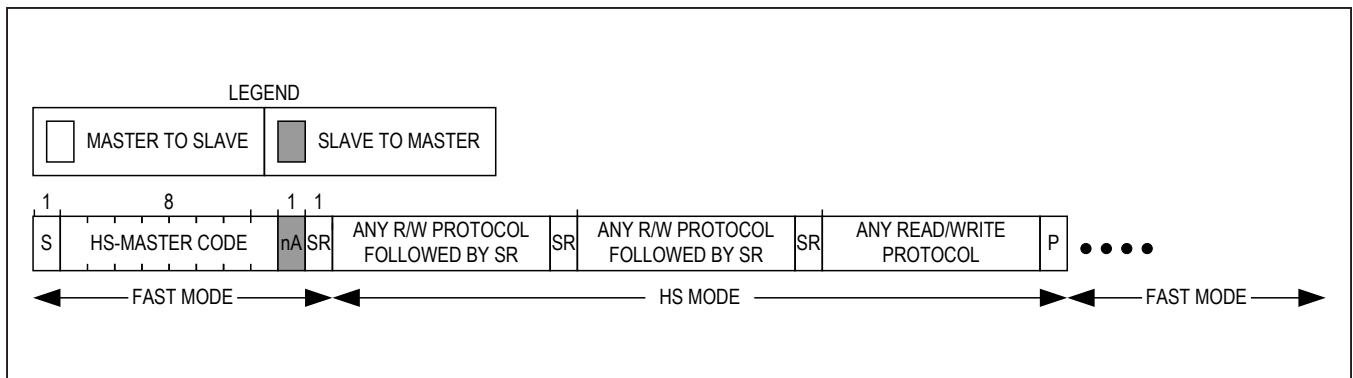 LEGEND
MASTER TO SLAVE SLAVE TO MASTER
1 8 1 1
S HS-MASTER CODE nA SR ANY R/W PROTOCOL FOLLOWED BY SR SR ANY R/W PROTOCOL FOLLOWED BY SR SR ANY READ/WRITE PROTOCOL P
FAST MODE HS MODE FAST MODE